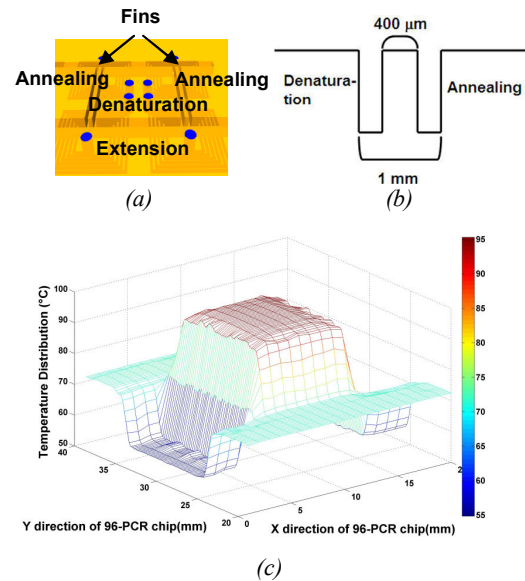 Fins
Annealing Annealing
Denaturation
Extension
(a)
400 μm
Denatura-
tion
Annealing
1 mm
(b)
Temperature Distribution (°C)
100
90
80
70
60
50
40
35
30
25
20
0
5
10
15
2
Y direction of 96-PCR chip(mm)
X direction of 96-PCR chip(mm)
95
90
85
80
75
70
65
60
55
(c)